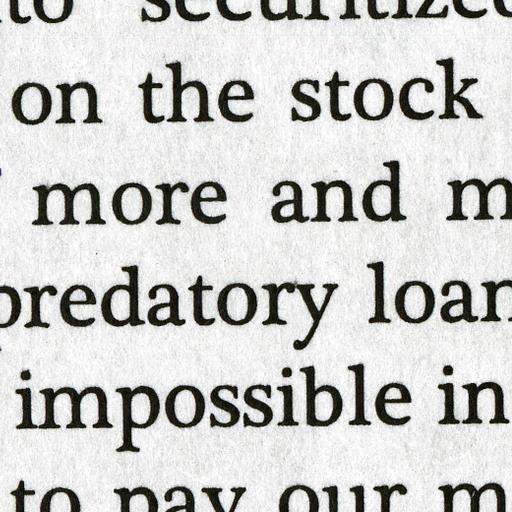 to securitized
on the stock
more and m
predatory loan
impossible in
to pay our m